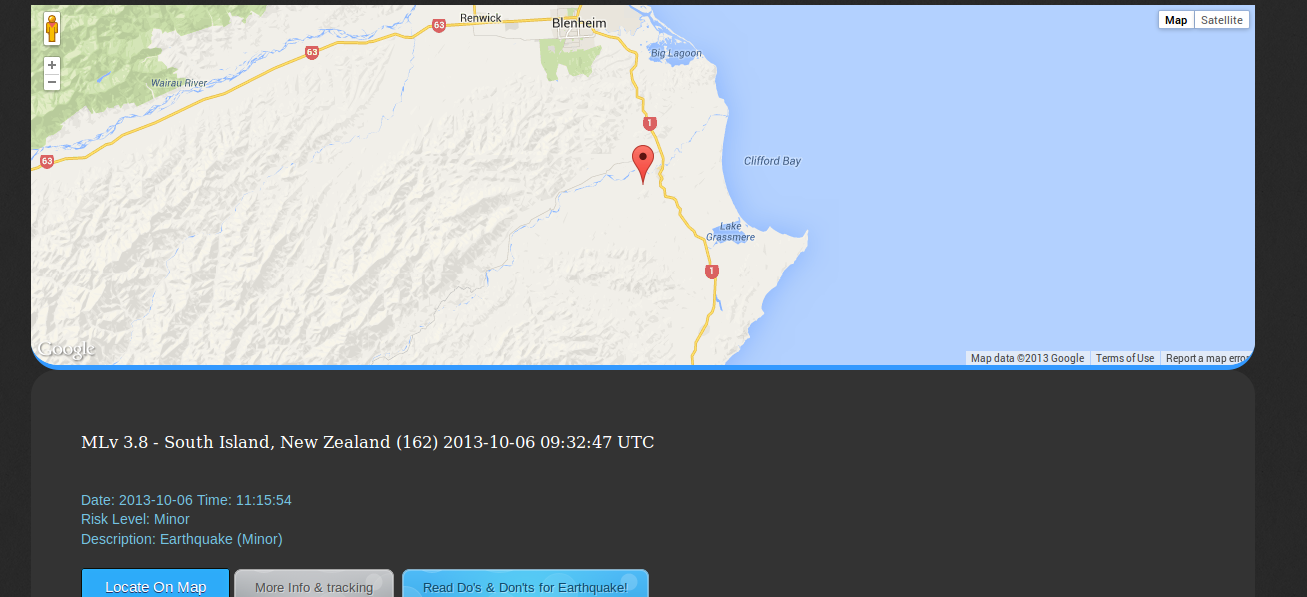 Renwick
Blenheim
63
Map Satellite
63
Big Lagoon
+
Wairau River
−
1
63
Clifford Bay
Lake
Grassmere
1
Google
Map data ©2013 Google Terms of Use Report a map error
MLv 3.8 - South Island, New Zealand (162) 2013-10-06 09:32:47 UTC
Date: 2013-10-06 Time: 11:15:54
Risk Level: Minor
Description: Earthquake (Minor)
Locate On Map More Info & tracking Read Do's & Don'ts for Earthquake!